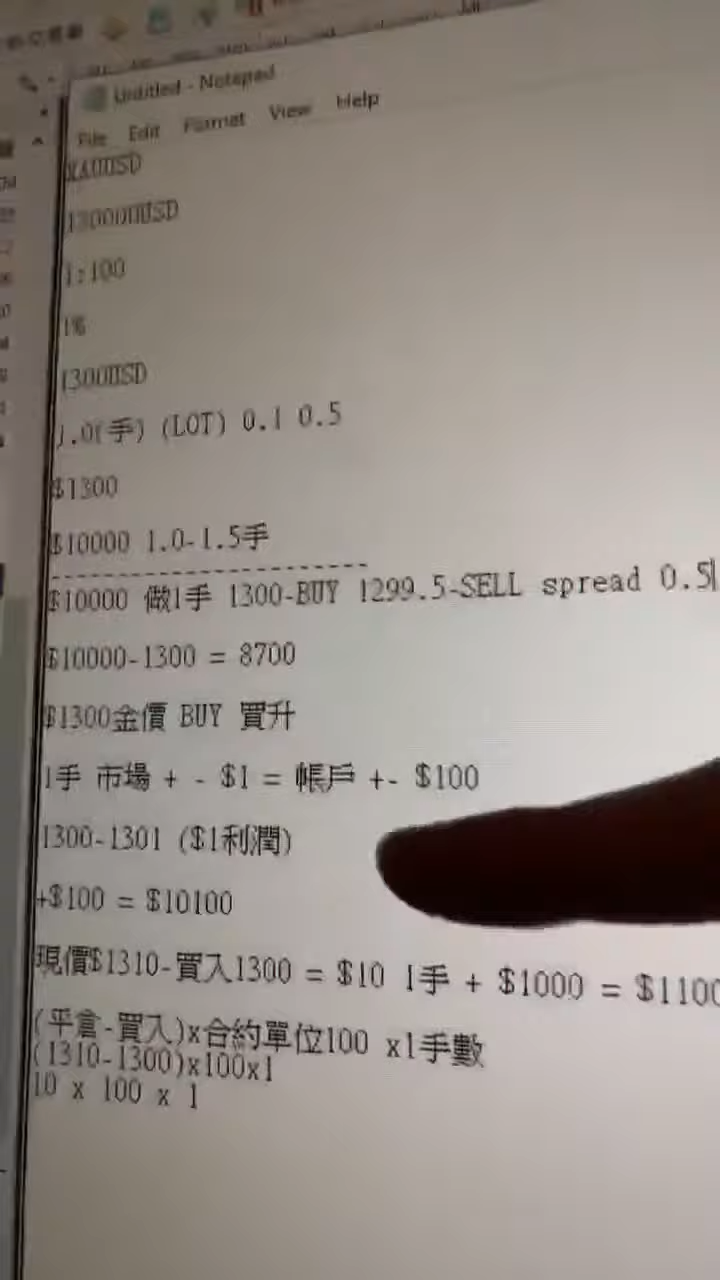 Untitled - Notepad
File Edit Format View Help
XAUUSD
130000USD
1:100
1%
1300USD
1.0(手) (LOT) 0.1 0.5
$1300
$10000 1.0-1.5手
--------------------------------
$10000 做1手 1300-BUY 1299.5-SELL spread 0.5
$10000-1300 = 8700
$1300金價 BUY 買升
1手 市場 + - $1 = 帳戶 +- $100
1300-1301 ($1利潤)
+$100 = $10100
現價$1310-買入1300 = $10 1手 + $1000 = $1100
(平倉-買入)x合約單位100 x1手數
(1310-1300)x100x1
10 x 100 x 1